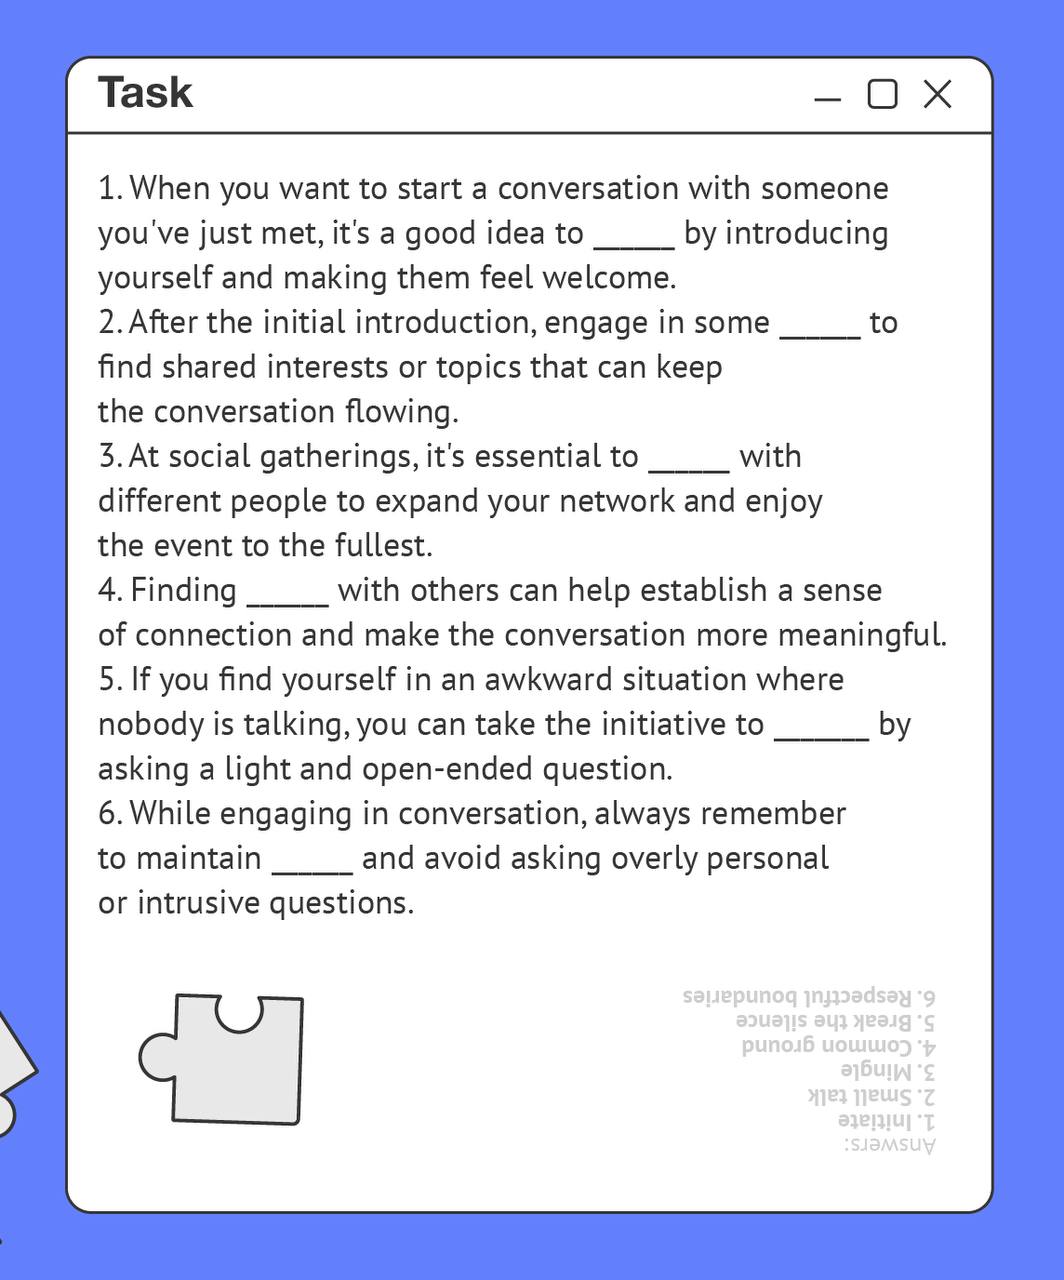 Task
1. When you want to start a conversation with someone
you've just met, it's a good idea to ______ by introducing
yourself and making them feel welcome.
2. After the initial introduction, engage in some ______ to
find shared interests or topics that can keep
the conversation flowing.
3. At social gatherings, it's essential to ______ with
different people to expand your network and enjoy
the event to the fullest.
4. Finding ______ with others can help establish a sense
of connection and make the conversation more meaningful.
5. If you find yourself in an awkward situation where
nobody is talking, you can take the initiative to _______ by
asking a light and open-ended question.
6. While engaging in conversation, always remember
to maintain ______ and avoid asking overly personal
or intrusive questions.
Answers:
1. Initiate
2. Small talk
3. Mingle
4. Common ground
5. Break the silence
6. Respectful boundaries